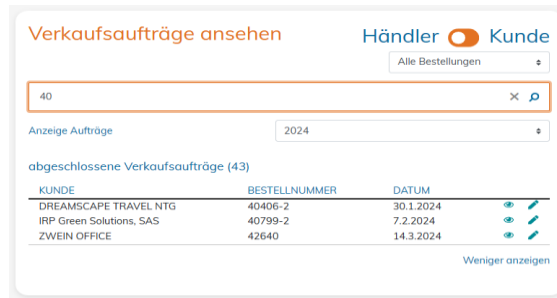 Verkaufsaufträge ansehen
Händler Kunde
Alle Bestellungen
40
Anzeige Aufträge 2024
abgeschlossene Verkaufsaufträge (43)
KUNDE BESTELLNUMMER DATUM
DREAMSCAPE TRAVEL NTG 40406-2 30.1.2024
IRP Green Solutions, SAS 40799-2 7.2.2024
ZWEIN OFFICE 42640 14.3.2024
Weniger anzeigen